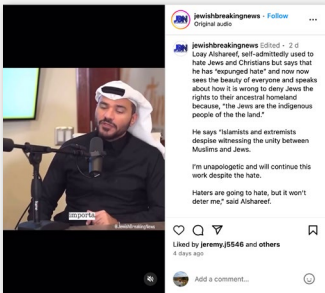 jewishbreakingnews • Follow
Original audio
jewishbreakingnews Edited • 2 d
Loay Alshareef, self-admittedly used to
hate Jews and Christians but says that
he has "expunged hate" and now now
sees the beauty of everyone and speaks
about how it is wrong to deny Jews the
rights to their ancestral homeland
because, "the Jews are the indigenous
people of the the land."
He says "Islamists and extremists
despise witnessing the unity between
Muslims and Jews.
I'm unapologetic and will continue this
work despite the hate.
Haters are going to hate, but it won't
deter me," said Alshareef.
importa
JewishBreakingNews
Liked by jeremy.j5546 and others
4 days ago
Add a comment...